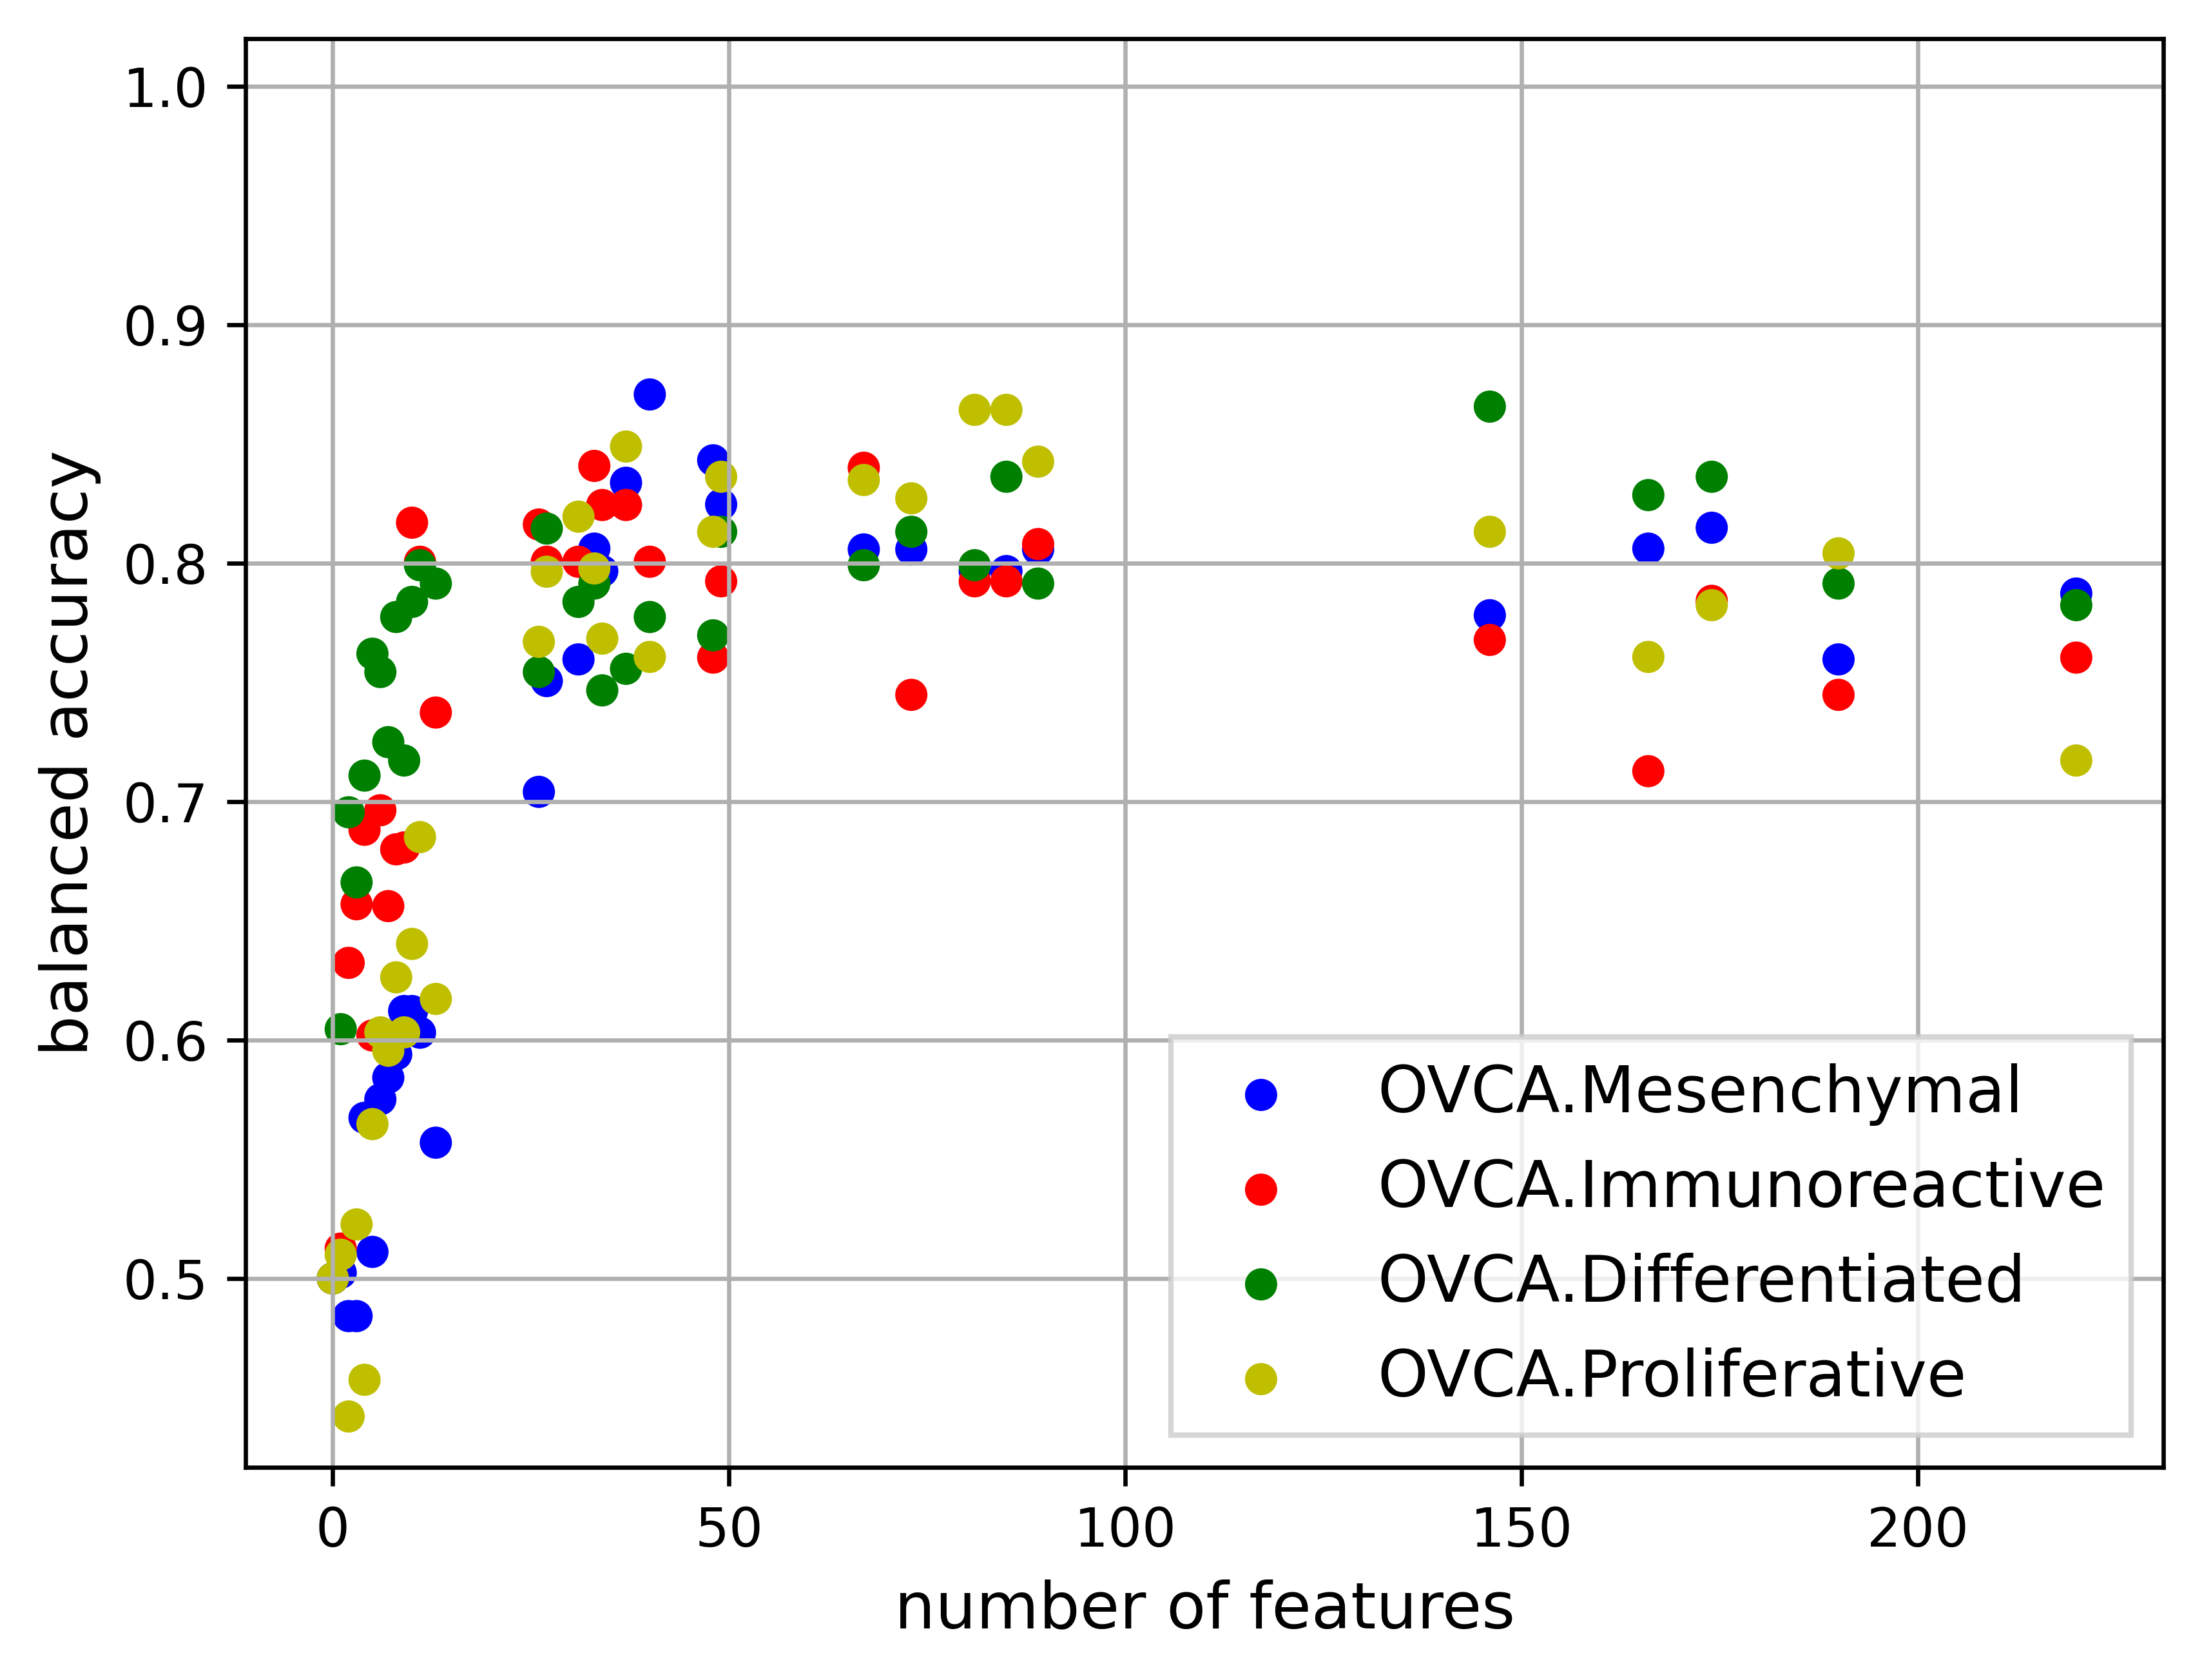 1.0
0.9
0.8
0.7
0.6
0.5
balanced accuracy
OVCA.Mesenchymal
OVCA.Immunoreactive
OVCA.Differentiated
OVCA.Proliferative
0 50 100 150 200
number of features